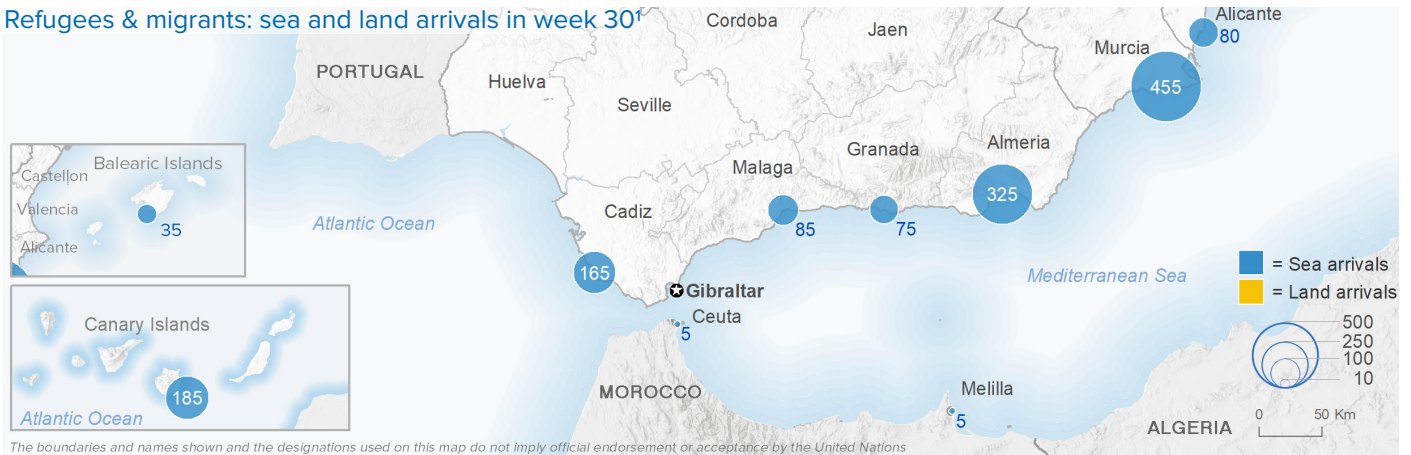 Refugees & migrants: sea and land arrivals in week 30¹
Cordoba
Jaen
Alicante
80
Murcia
455
PORTUGAL
Huelva
Seville
Almeria
325
Granada
75
Malaga
85
Cadiz
165
Balearic Islands
Castellon
Valencia
Alicante
35
Atlantic Ocean
Mediterranean Sea
Gibraltar
Ceuta
5
Canary Islands
185
Atlantic Ocean
MOROCCO
Melilla
5
ALGERIA
= Sea arrivals
= Land arrivals
500
250
100
10
0 50 Km
The boundaries and names shown and the designations used on this map do not imply official endorsement or acceptance by the United Nations